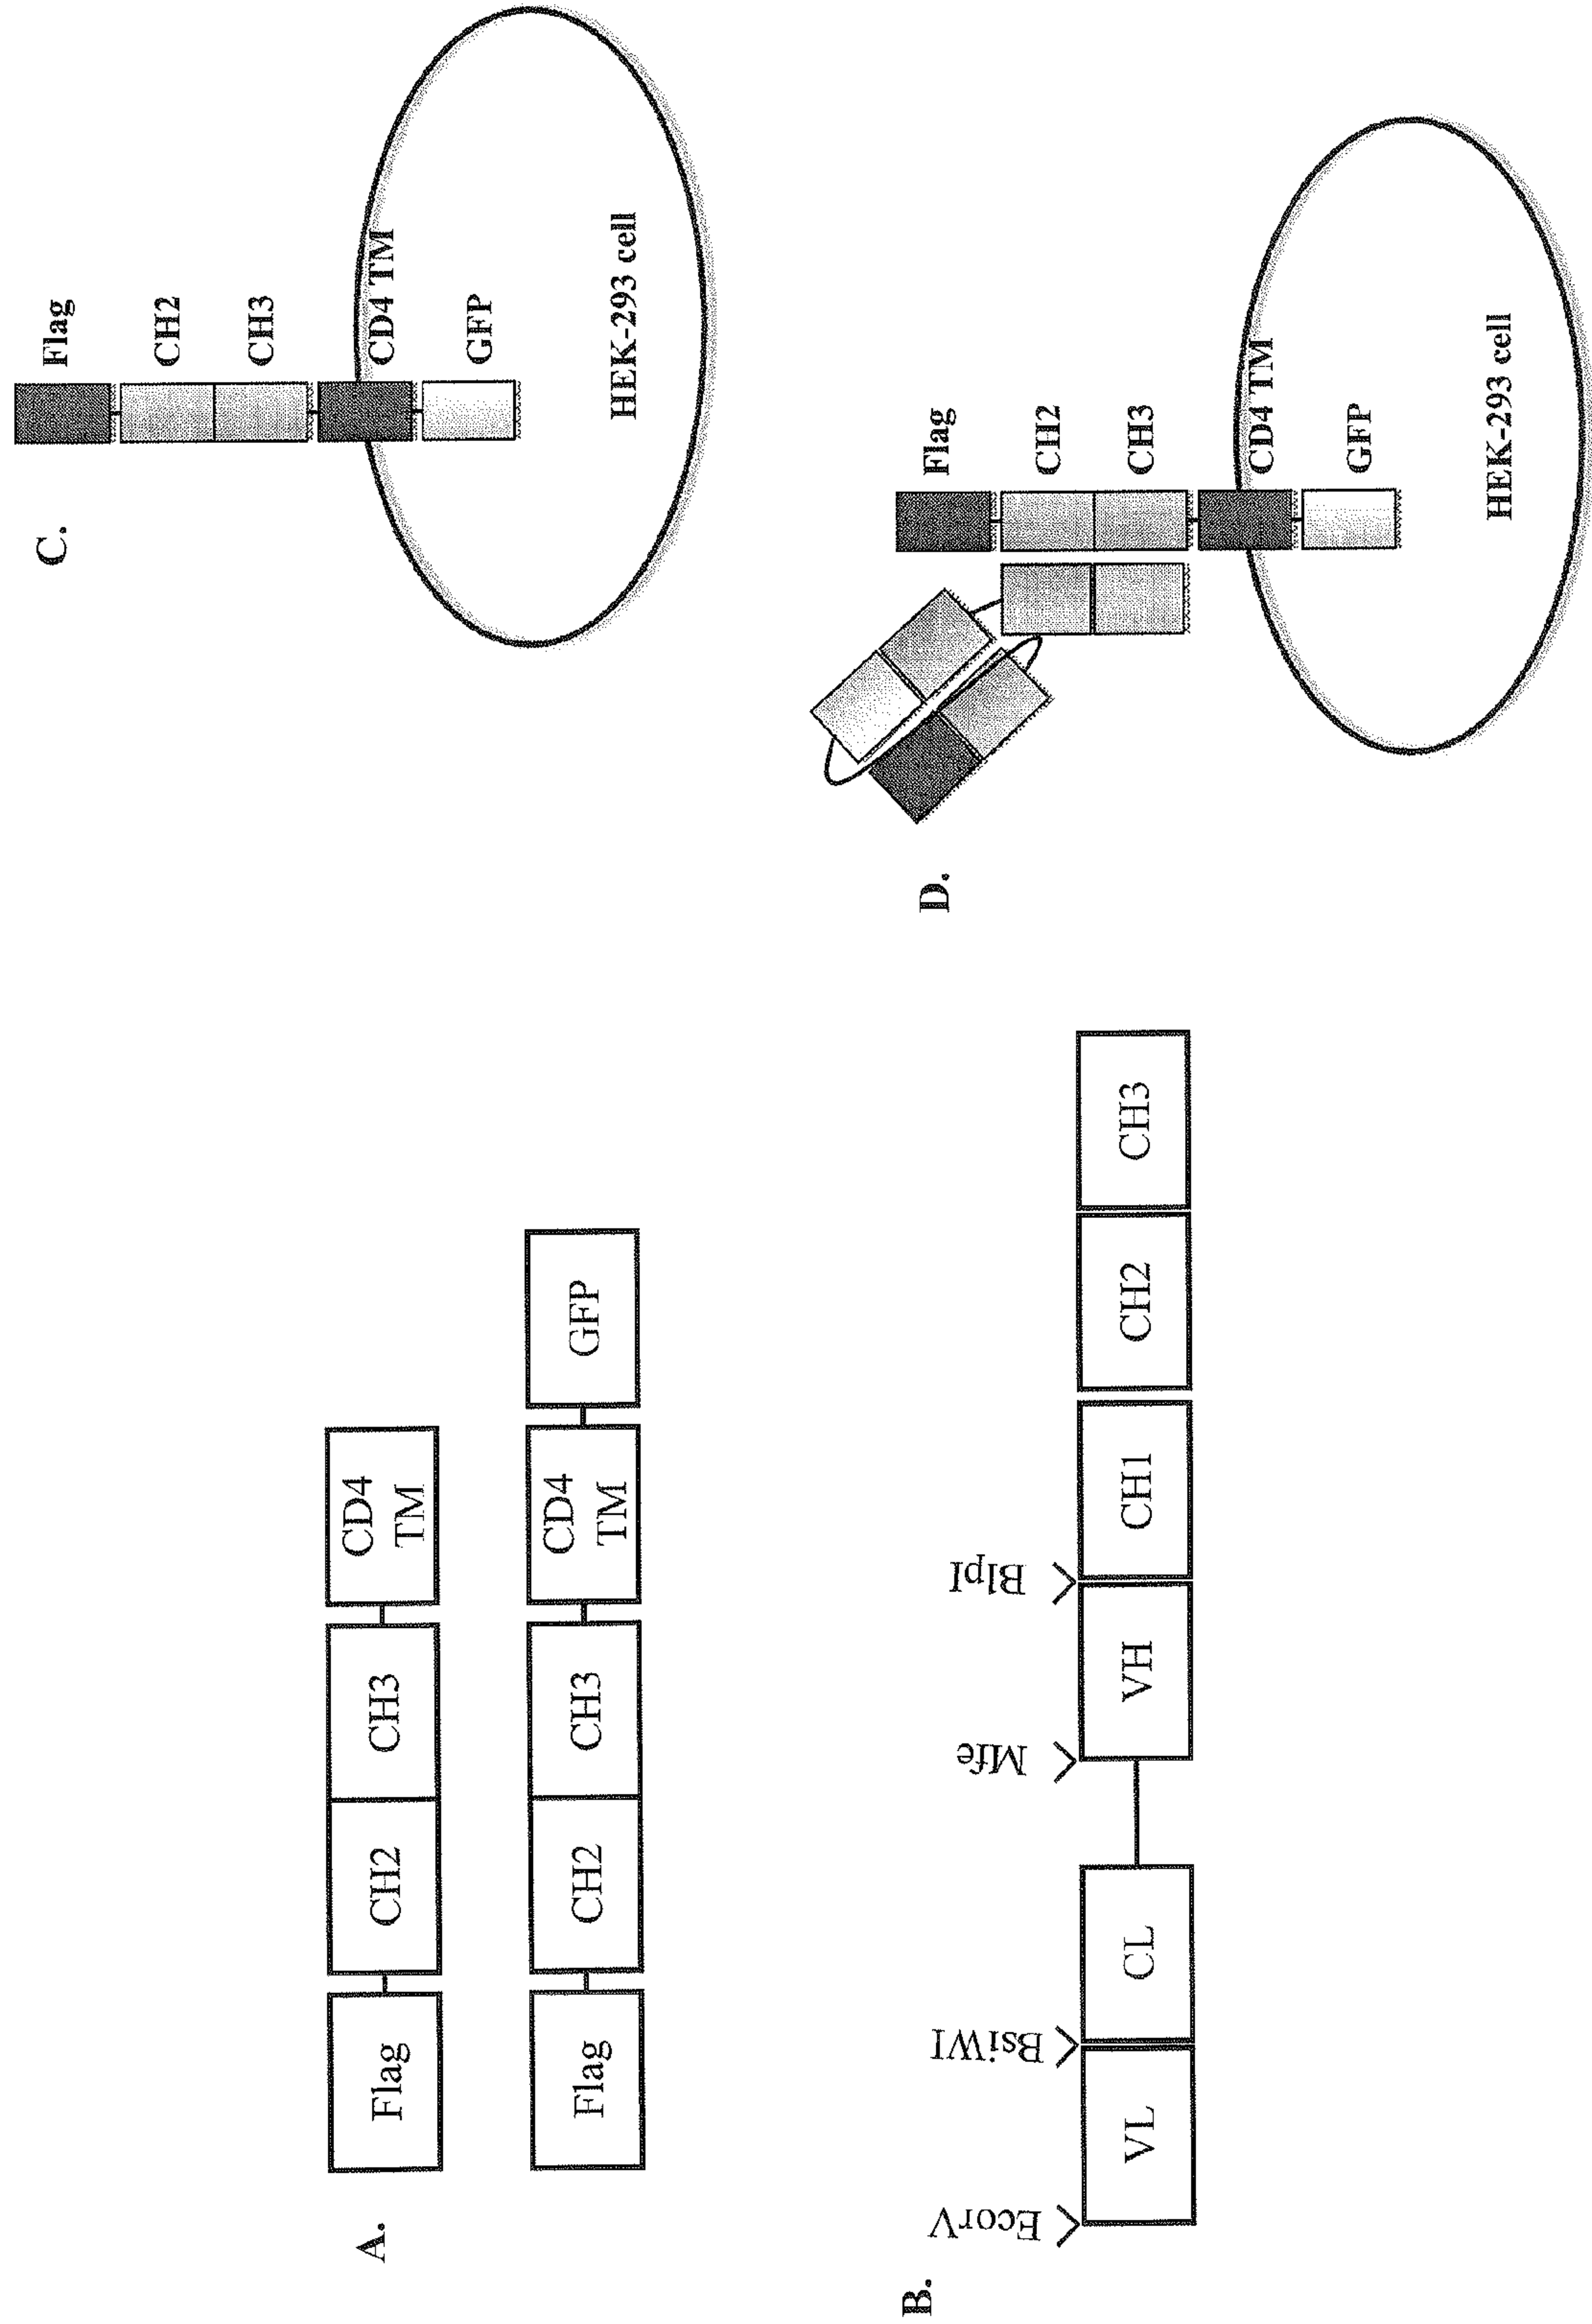 A.
Flag CH2 CH3 CD4
TM
Flag CH2 CH3 CD4
TM GFP
B.
EcorV BsiWI Mfe BlpI
VL CL VH CH1 CH2 CH3
C.
Flag
CH2
CH3
CD4 TM
GFP
HEK-293 cell
D.
Flag
CH2
CH3
CD4 TM
GFP
HEK-293 cell